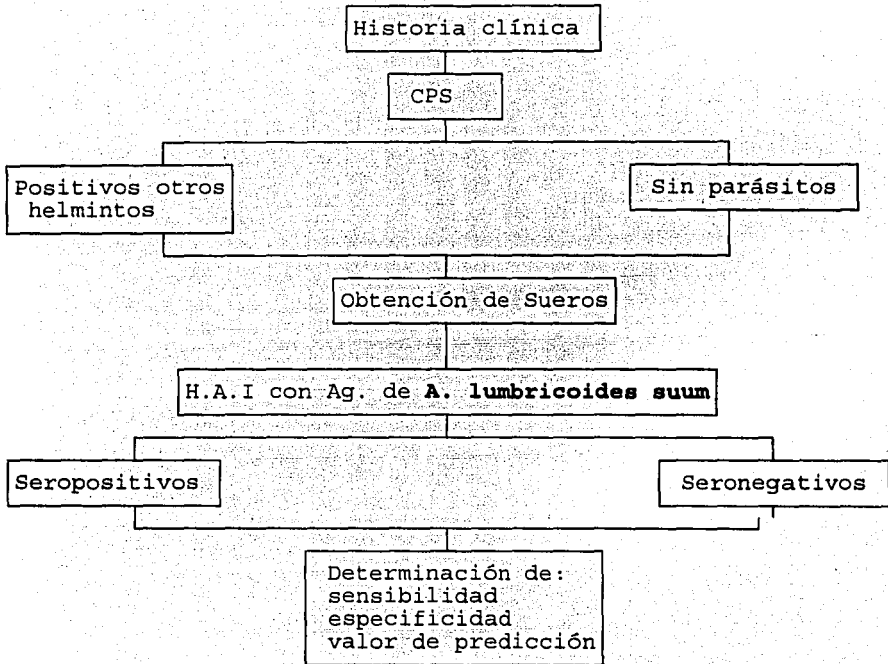 Historia clínica
CPS
Positivos otros
helmintos
Sin parásitos
Obtención de Sueros
H.A.I con Ag. de A. lumbricoides suum
Seropositivos
Seronegativos
Determinación de:
sensibilidad
especificidad
valor de predicción